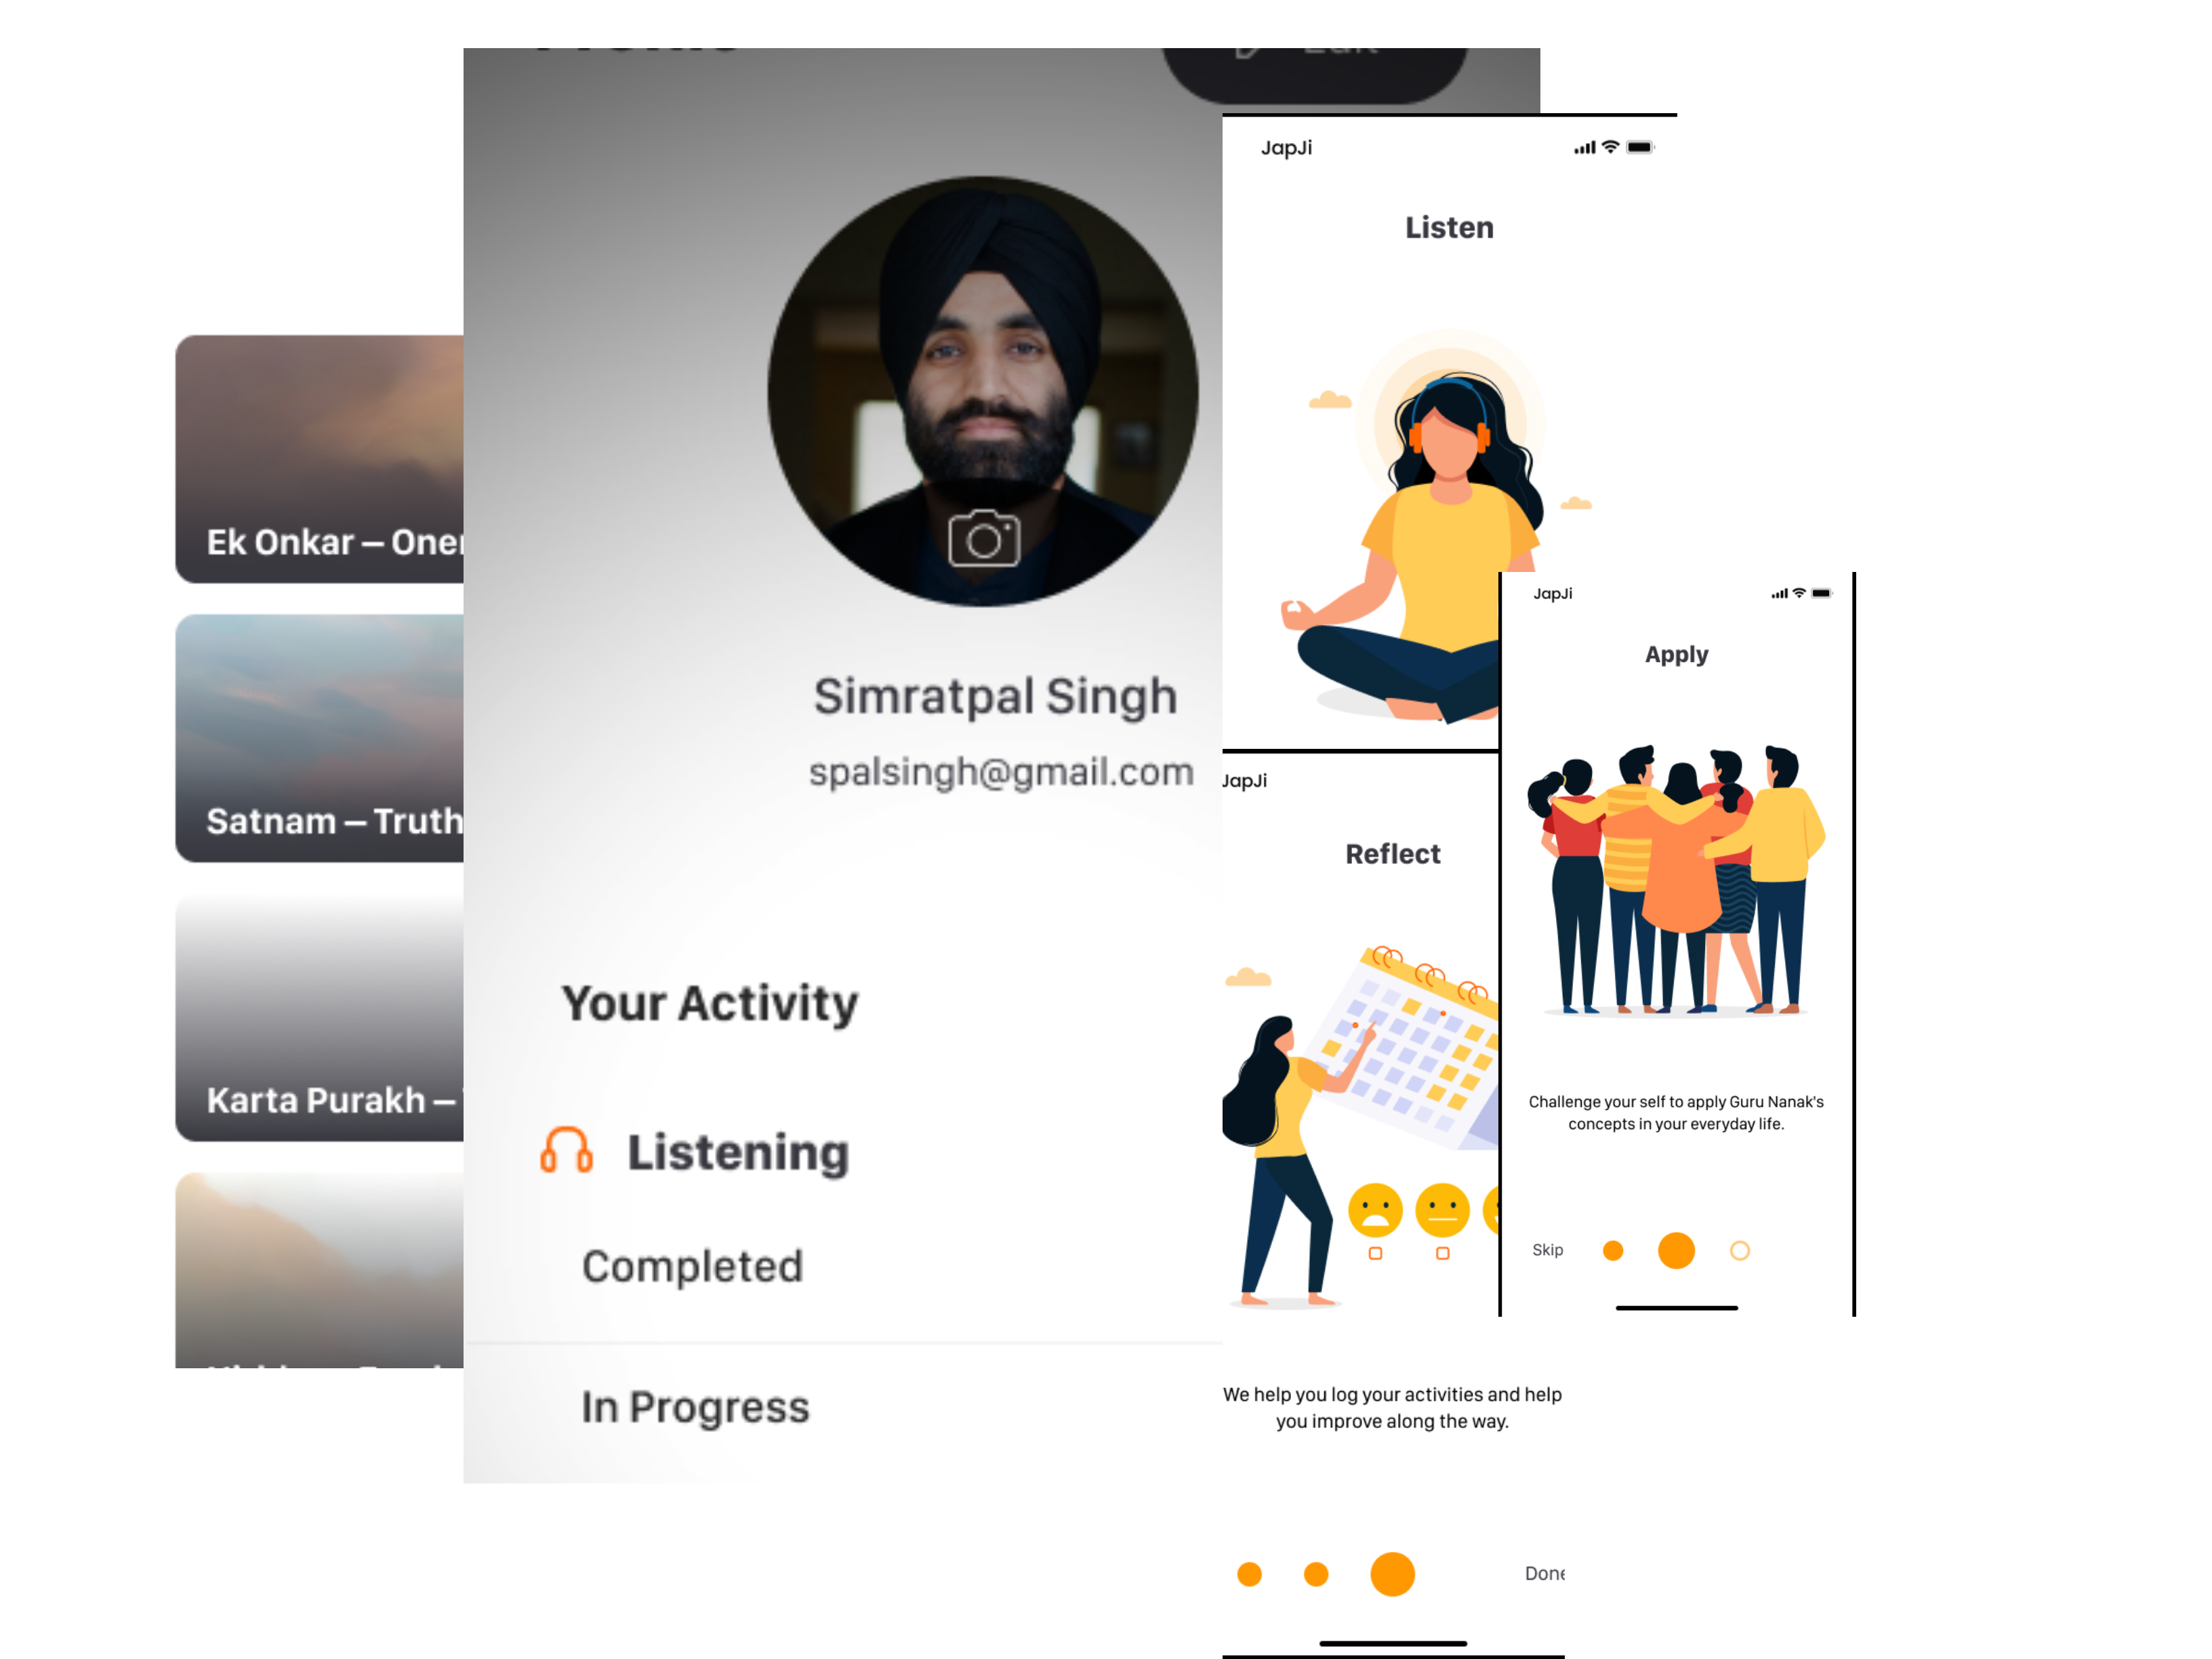 Ek Onkar –
Satnam – Truth
Karta Purakh –
Simratpal Singh
spalsingh@gmail.com
Your Activity
Listening
Completed
In Progress
JapJi
Listen
JapJi
Reflect
We help you log your activities and help
you improve along the way.
Done
JapJi
Apply
Challenge your self to apply Guru Nanak's
concepts in your everyday life.
Skip